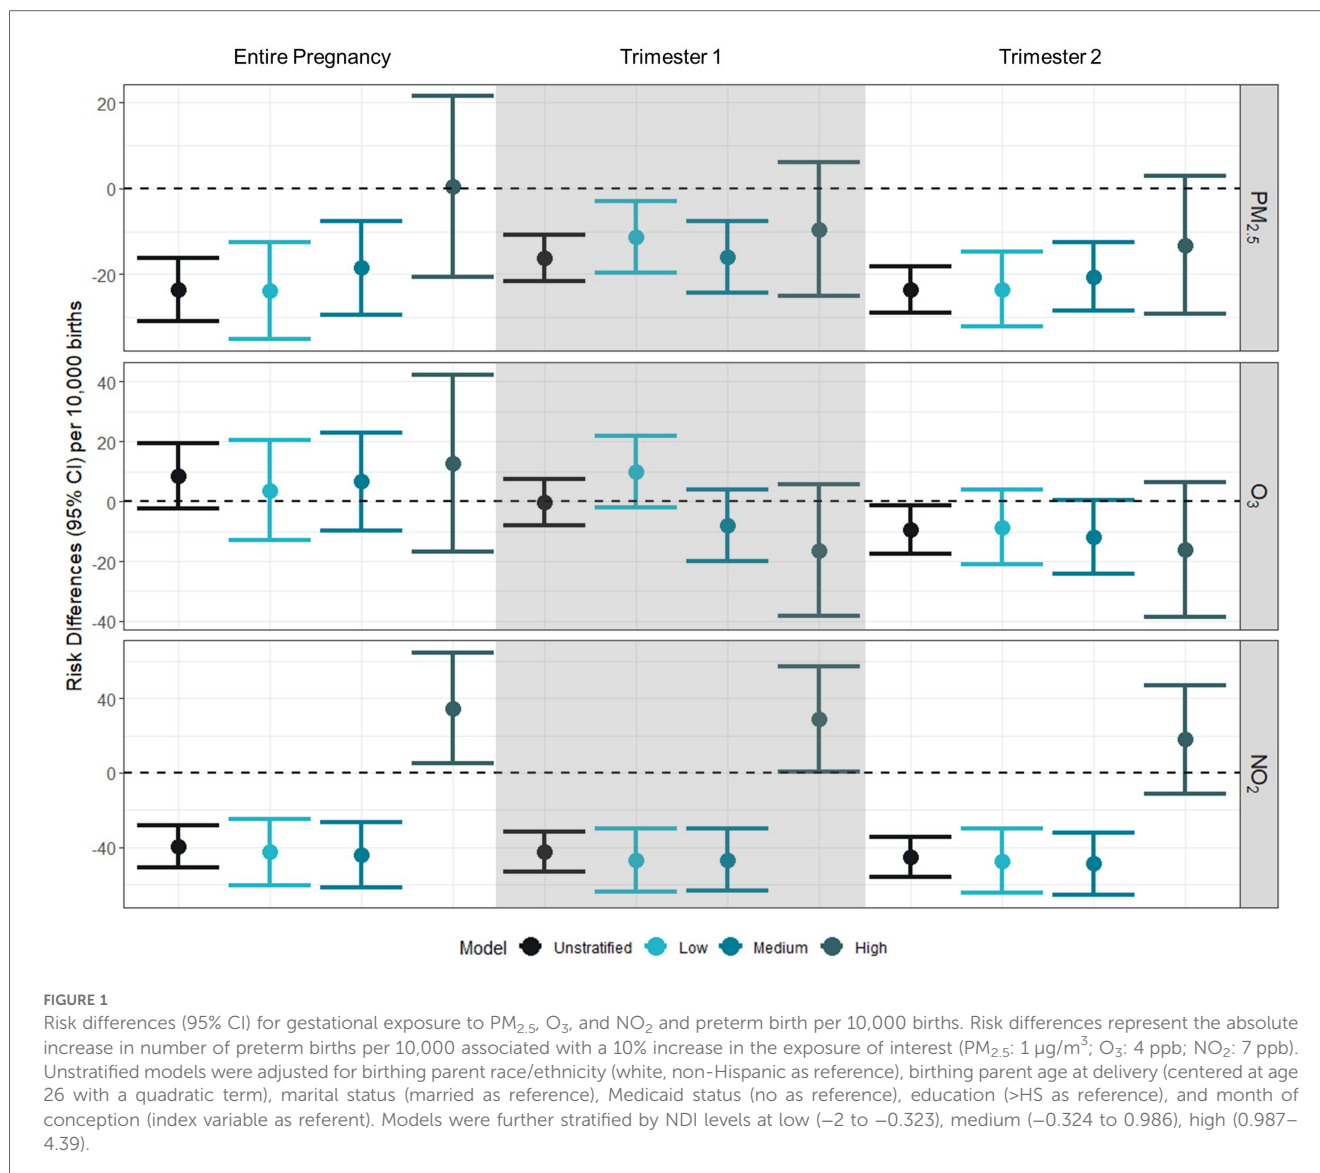 Entire Pregnancy
Trimester 1
Trimester 2
Risk Differences (95% CI) per 10,000 births
20
0
-20
PM2.5
40
20
0
-20
-40
O3
40
0
-40
NO2
Model Unstratified Low Medium High
FIGURE 1
Risk differences (95% CI) for gestational exposure to PM2.5, O3, and NO2 and preterm birth per 10,000 births. Risk differences represent the absolute
increase in number of preterm births per 10,000 associated with a 10% increase in the exposure of interest (PM2.5: 1 µg/m³; O3: 4 ppb; NO2: 7 ppb).
Unstratified models were adjusted for birthing parent race/ethnicity (white, non-Hispanic as reference), birthing parent age at delivery (centered at age
26 with a quadratic term), marital status (married as reference), Medicaid status (no as reference), education (>HS as reference), and month of
conception (index variable as referent). Models were further stratified by NDI levels at low (−2 to −0.323), medium (−0.324 to 0.986), high (0.987–
4.39).